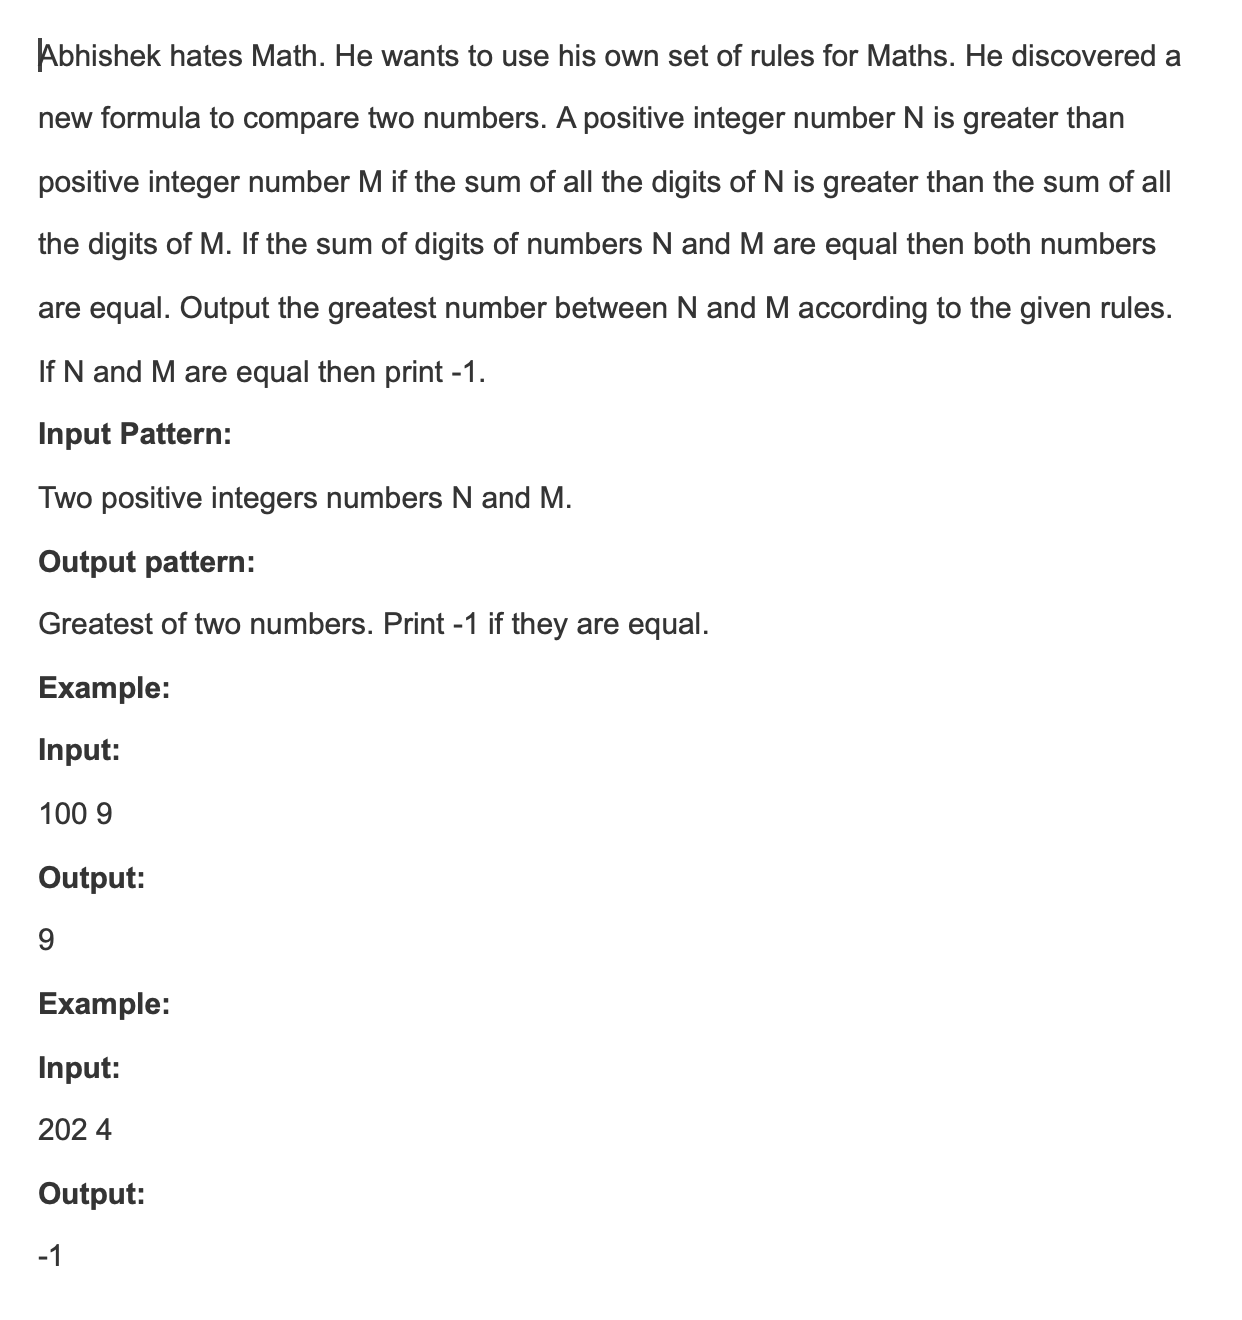 Abhishek hates Math. He wants to use his own set of rules for Maths. He discovered a
new formula to compare two numbers. A positive integer number N is greater than
positive integer number M if the sum of all the digits of N is greater than the sum of all
the digits of M. If the sum of digits of numbers N and M are equal then both numbers
are equal. Output the greatest number between N and M according to the given rules.
If N and M are equal then print -1.
Input Pattern:
Two positive integers numbers N and M.
Output pattern:
Greatest of two numbers. Print -1 if they are equal.
Example:
Input:
100 9
Output:
9
Example:
Input:
202 4
Output:
-1